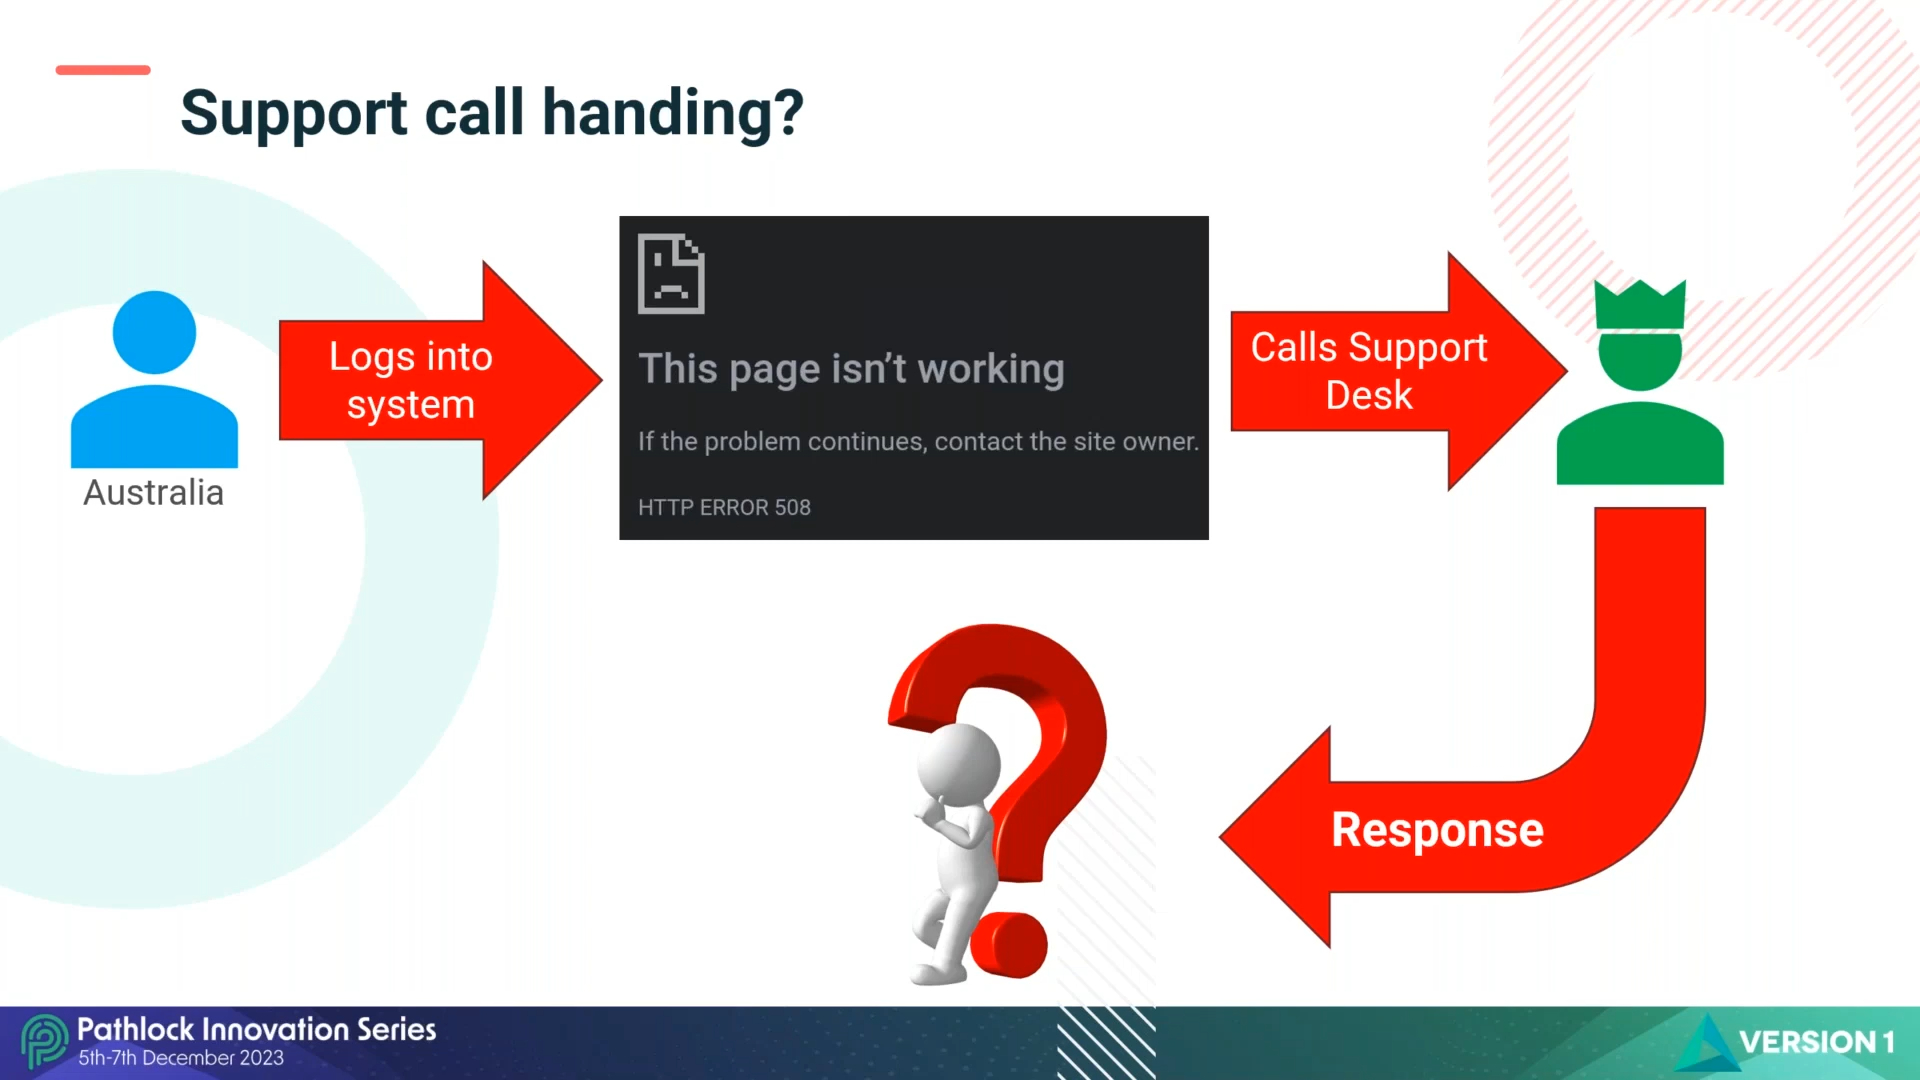 Support call handing?
Logs into
system
Australia
This page isn't working
If the problem continues, contact the site owner.
HTTP ERROR 508
Calls Support
Desk
Response
Pathlock Innovation Series
5th-7th December 2023
VERSION 1